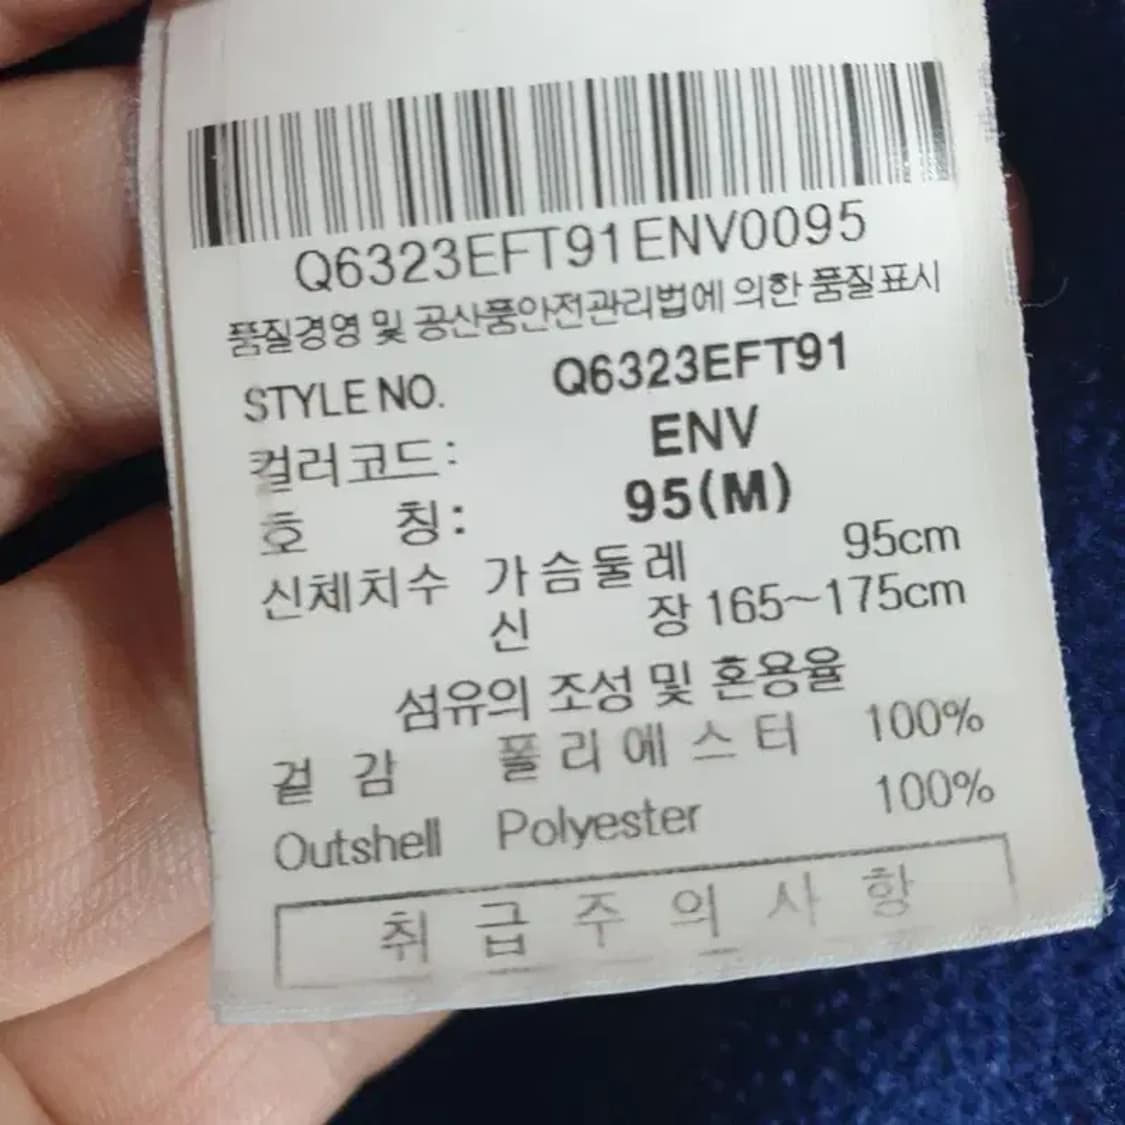 Q6323EFT91ENV0095
품질경영 및 공산품안전관리법에 의한 품질표시
STYLE NO. Q6323EFT91
컬러코드: ENV
호 칭: 95(M)
신체치수 가슴둘레 95cm
신 장 165~175cm
섬유의 조성 및 혼용율
겉 감 폴리에스터 100%
Outshell Polyester 100%
취 급 주 의 사 항